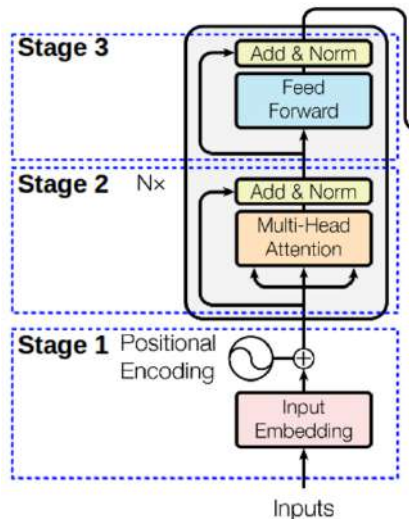 Stage 3
Add & Norm
Feed
Forward
Stage 2
N×
Add & Norm
Multi-Head
Attention
Stage 1
Positional
Encoding
Input
Embedding
Inputs